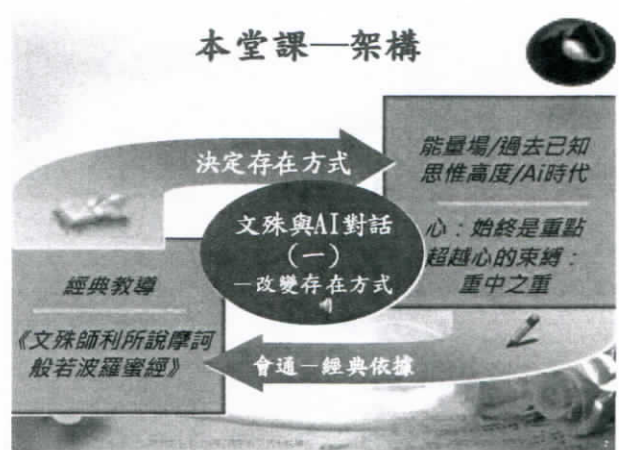 本堂課—架構
決定存在方式
能量場/過去已知
思惟高度/Ai時代
心：始終是重點
超越心的束縛：
重中之重
文殊與AI對話
（一）
—改變存在方式
經典教導
《文殊師利所說摩訶
般若波羅蜜經》
會通—經典依據